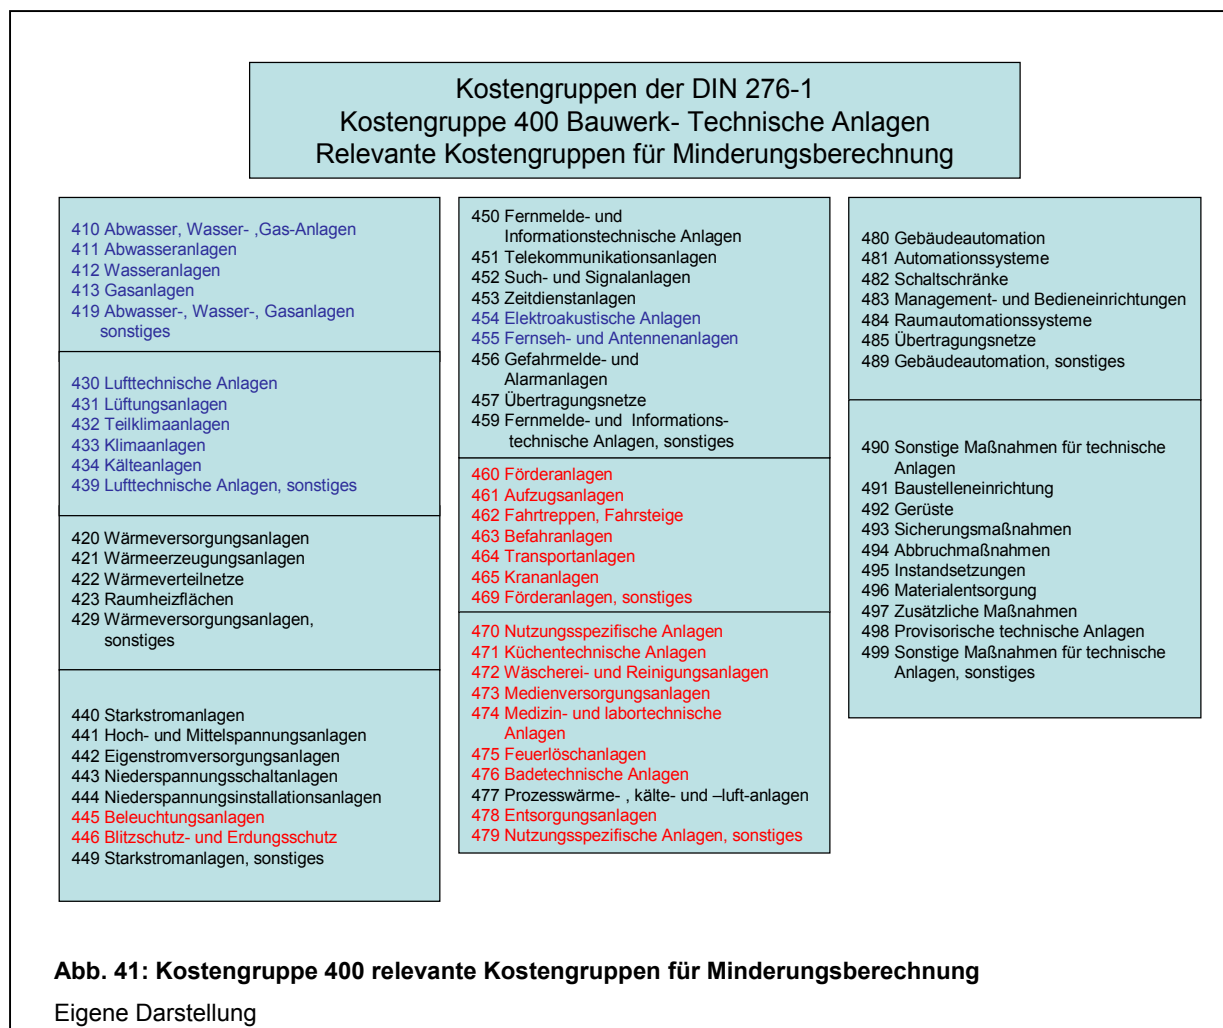 Kostengruppen der DIN 276-1
Kostengruppe 400 Bauwerk- Technische Anlagen
Relevante Kostengruppen für Minderungsberechnung
410 Abwasser, Wasser- ,Gas-Anlagen
411 Abwasseranlagen
412 Wasseranlagen
413 Gasanlagen
419 Abwasser-, Wasser-, Gasanlagen
sonstiges
430 Lufttechnische Anlagen
431 Lüftungsanlagen
432 Teilklimaanlagen
433 Klimaanlagen
434 Kälteanlagen
439 Lufttechnische Anlagen, sonstiges
420 Wärmeversorgungsanlagen
421 Wärmeerzeugungsanlagen
422 Wärmeverteilnetze
423 Raumheizflächen
429 Wärmeversorgungsanlagen,
sonstiges
440 Starkstromanlagen
441 Hoch- und Mittelspannungsanlagen
442 Eigenstromversorgungsanlagen
443 Niederspannungsschaltanlagen
444 Niederspannungsinstallationsanlagen
445 Beleuchtungsanlagen
446 Blitzschutz- und Erdungsschutz
449 Starkstromanlagen, sonstiges
450 Fernmelde- und
Informationstechnische Anlagen
451 Telekommunikationsanlagen
452 Such- und Signalanlagen
453 Zeitdienstanlagen
454 Elektroakustische Anlagen
455 Fernseh- und Antennenanlagen
456 Gefahrmelde- und
Alarmanlagen
457 Übertragungsnetze
459 Fernmelde- und Informations-
technische Anlagen, sonstiges
460 Förderanlagen
461 Aufzugsanlagen
462 Fahrtreppen, Fahrsteige
463 Befahranlagen
464 Transportanlagen
465 Krananlagen
469 Förderanlagen, sonstiges
470 Nutzungsspezifische Anlagen
471 Küchentechnische Anlagen
472 Wäscherei- und Reinigungsanlagen
473 Medienversorgungsanlagen
474 Medizin- und labortechnische
Anlagen
475 Feuerlöschanlagen
476 Badetechnische Anlagen
477 Prozesswärme- , kälte- und –luft-anlagen
478 Entsorgungsanlagen
479 Nutzungsspezifische Anlagen, sonstiges
480 Gebäudeautomation
481 Automationssysteme
482 Schaltschränke
483 Management- und Bedieneinrichtungen
484 Raumautomationssysteme
485 Übertragungsnetze
489 Gebäudeautomation, sonstiges
490 Sonstige Maßnahmen für technische
Anlagen
491 Baustelleneinrichtung
492 Gerüste
493 Sicherungsmaßnahmen
494 Abbruchmaßnahmen
495 Instandsetzungen
496 Materialentsorgung
497 Zusätzliche Maßnahmen
498 Provisorische technische Anlagen
499 Sonstige Maßnahmen für technische
Anlagen, sonstiges
Abb. 41: Kostengruppe 400 relevante Kostengruppen für Minderungsberechnung
Eigene Darstellung